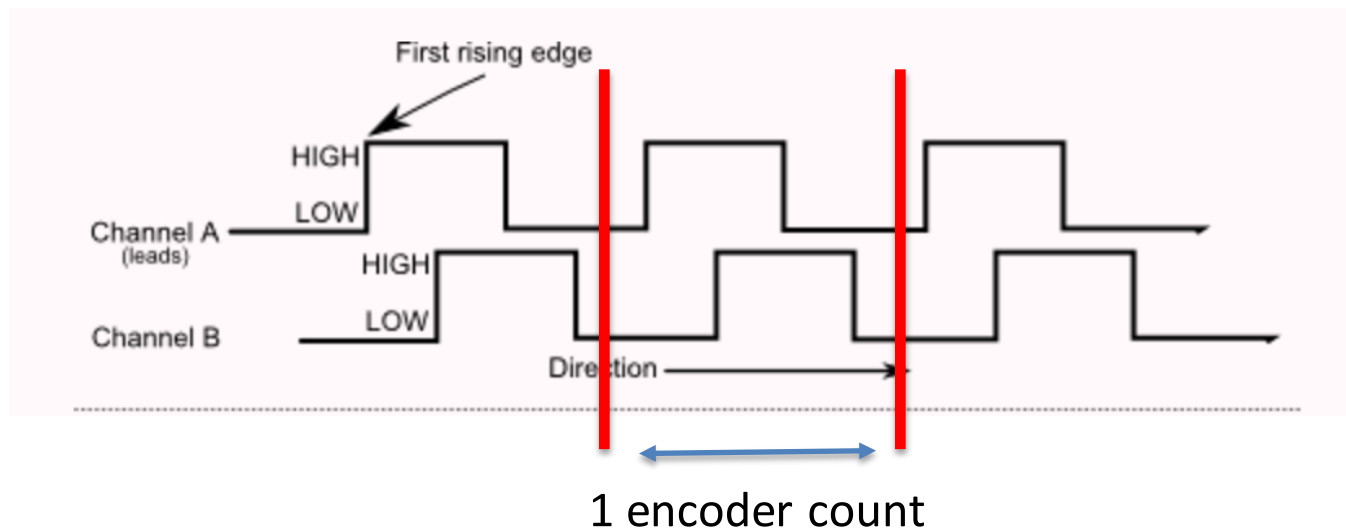 First rising edge
HIGH
LOW
Channel A
(leads)
HIGH
LOW
Channel B
Direction
1 encoder count